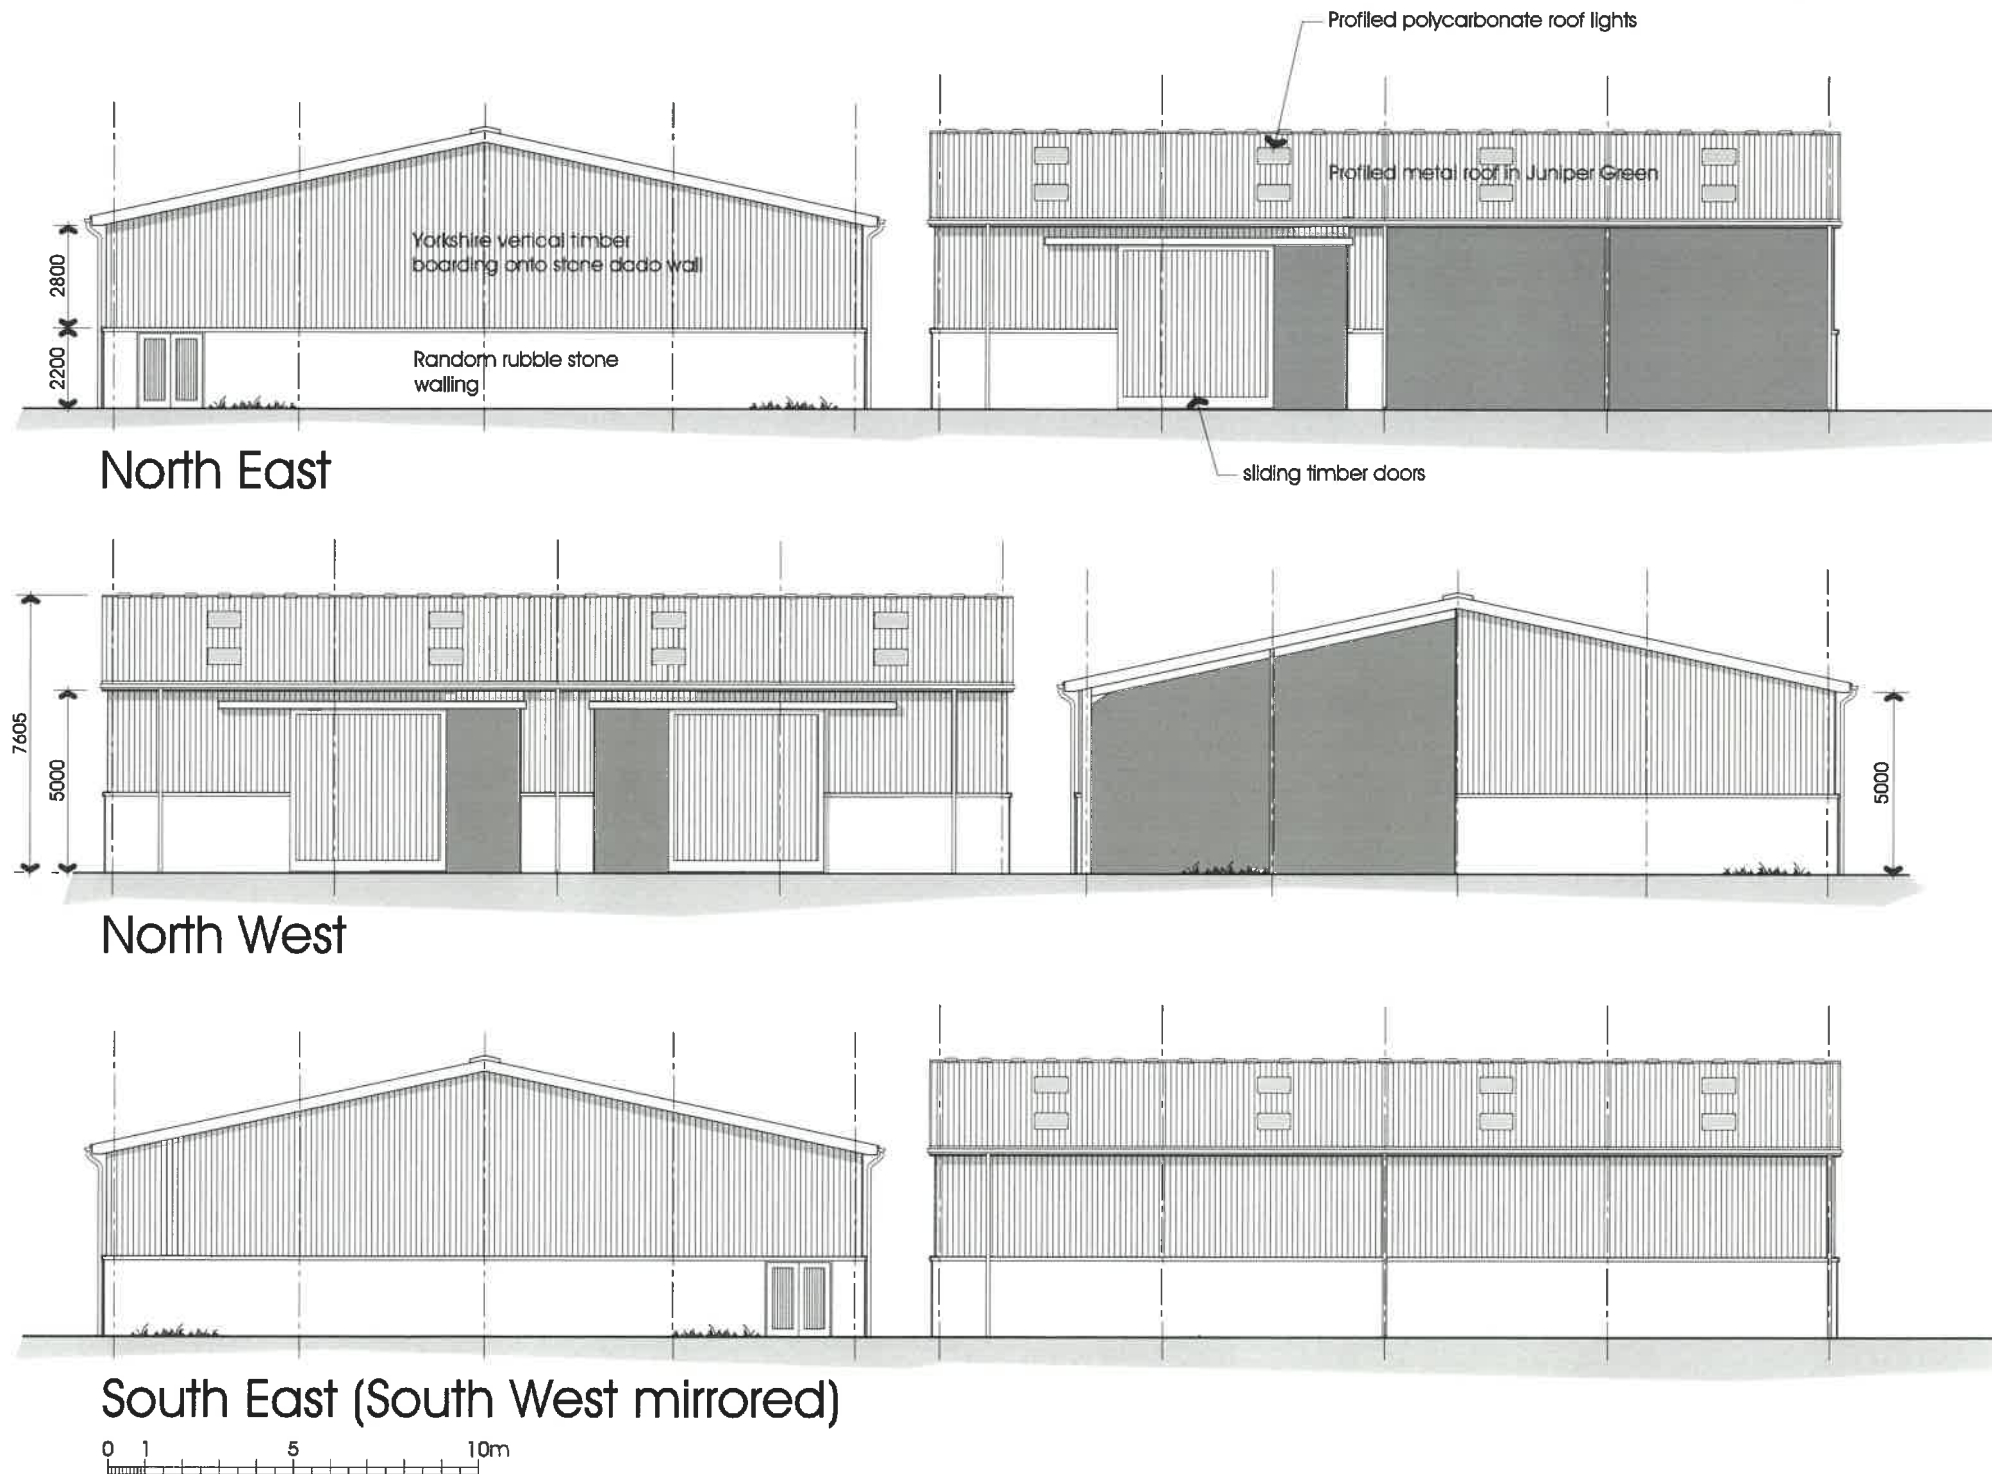 Profiled polycarbonate roof lights
Profiled metal roof in Juniper Green
Yorkshire vertical timber
boarding onto stone dado wall
2800
2200
Random rubble stone
walling
North East
sliding timber doors
7605
5000
5000
North West
South East (South West mirrored)
0 1 5 10m